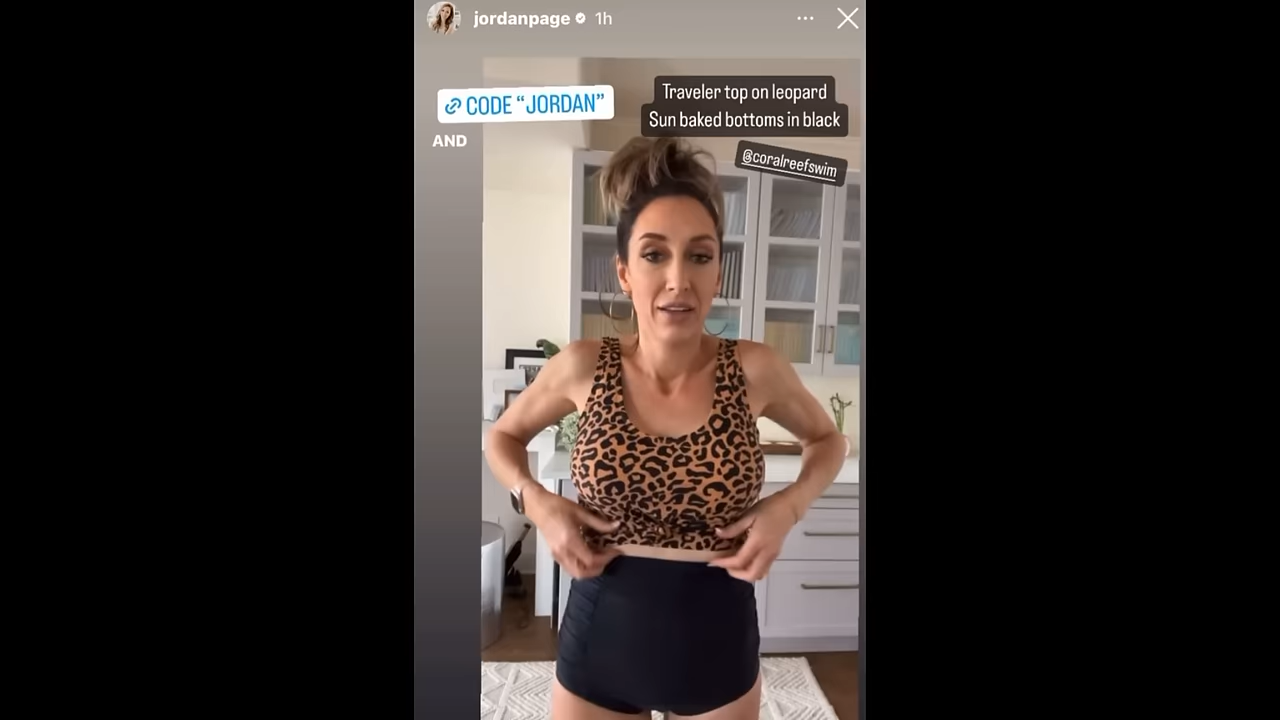 jordanpage 1h
CODE “JORDAN”
AND
Traveler top on leopard
Sun baked bottoms in black
@coralreefswim